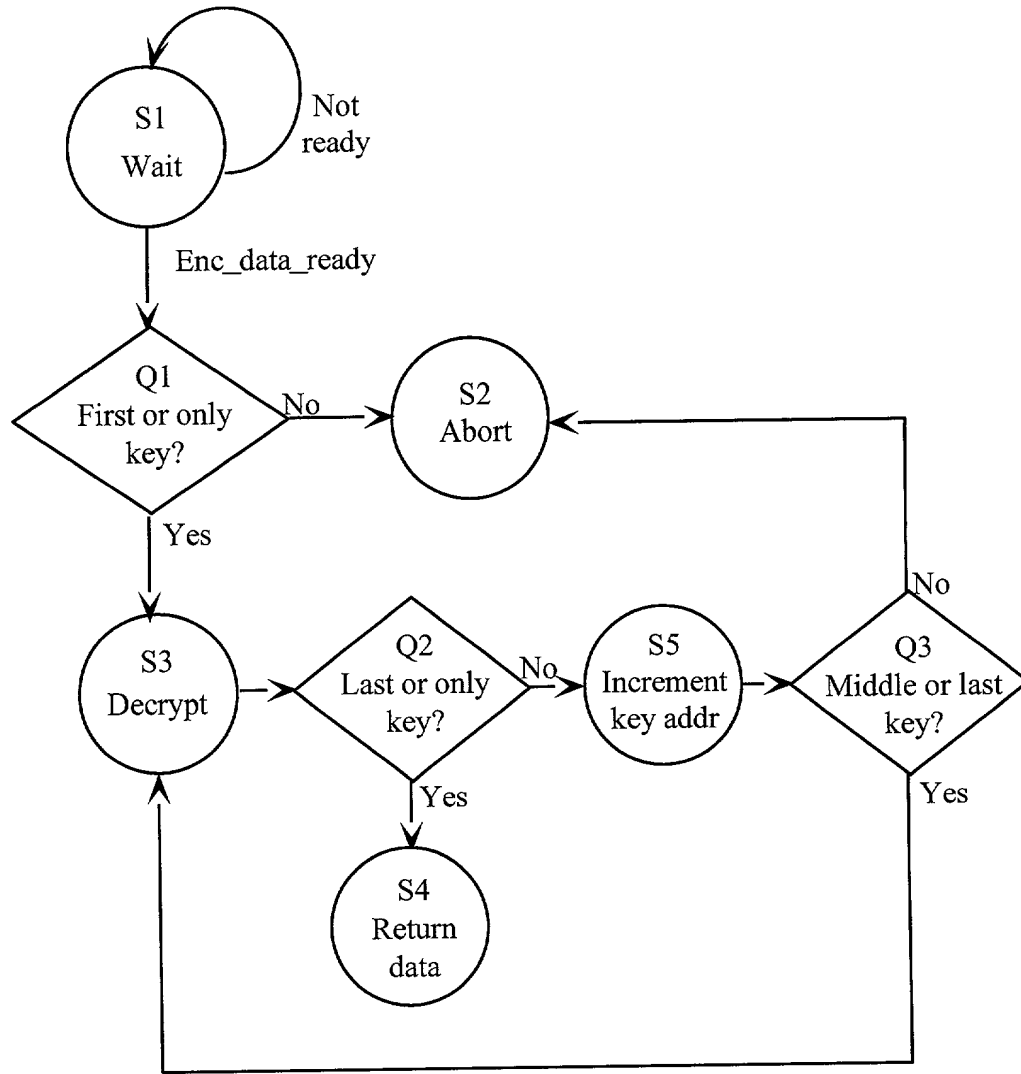 S1
Wait
Not
ready
Enc_data_ready
Q1
First or only
key?
No
S2
Abort
Yes
No
S3
Decrypt
Q2
Last or only
key?
No
S5
Increment
key addr
Q3
Middle or last
key?
Yes
Yes
S4
Return
data